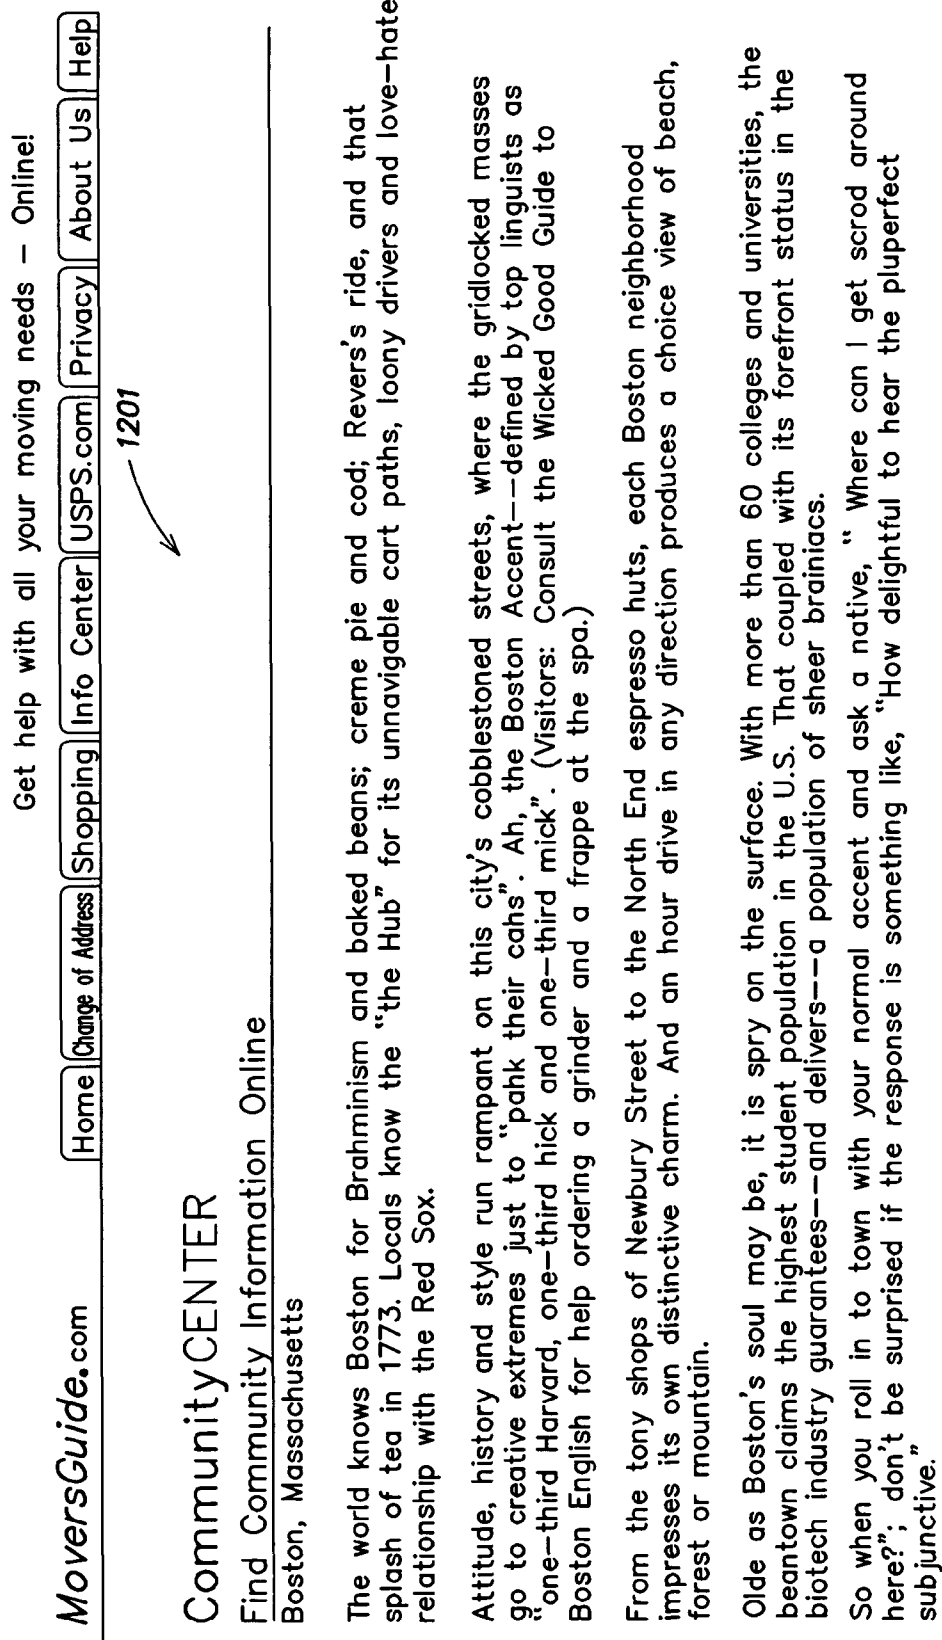 Get help with all your moving needs – Online!
MoversGuide.com
Home Change of Address Shopping Info Center USPS.com Privacy About Us Help
1201
CommunityCENTER
Find Community Information Online
Boston, Massachusetts
The world knows Boston for Brahminism and baked beans; creme pie and cod; Revers's ride, and that
splash of tea in 1773. Locals know the "the Hub" for its unnavigable cart paths, loony drivers and love–hate
relationship with the Red Sox.
Attitude, history and style run rampant on this city's cobblestoned streets, where the gridlocked masses
go to creative extremes just to "pahk their cahs". Ah, the Boston Accent––defined by top linguists as
"one–third Harvard, one–third hick and one–third mick". (Visitors: Consult the Wicked Good Guide to
Boston English for help ordering a grinder and a frappe at the spa.)
From the tony shops of Newbury Street to the North End espresso huts, each Boston neighborhood
impresses its own distinctive charm. And an hour drive in any direction produces a choice view of beach,
forest or mountain.
Olde as Boston's soul may be, it is spry on the surface. With more than 60 colleges and universities, the
beantown claims the highest student population in the U.S. That coupled with its forefront status in the
biotech industry guarantees––and delivers––a population of sheer brainiacs.
So when you roll in to town with your normal accent and ask a native, " Where can I get scrod around
here?"; don't be surprised if the response is something like, "How delightful to hear the pluperfect
subjunctive."